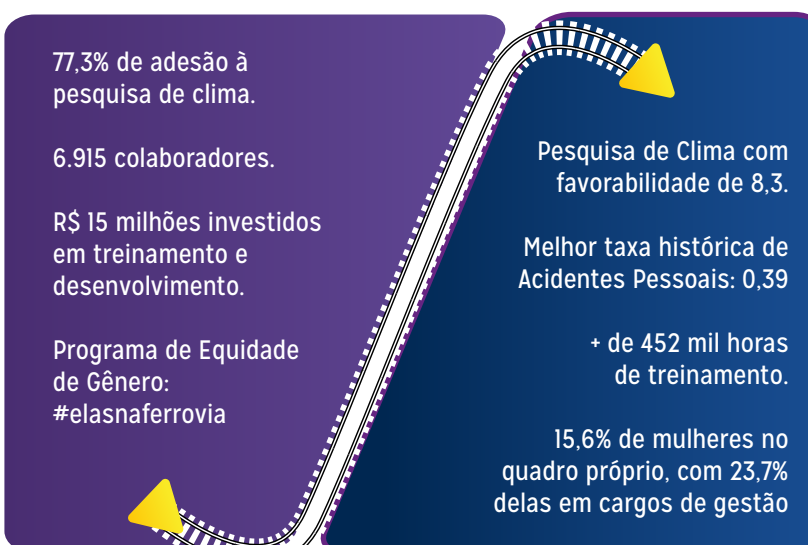 77,3% de adesão à
pesquisa de clima.
6.915 colaboradores.
R$ 15 milhões investidos
em treinamento e
desenvolvimento.
Programa de Equidade
de Gênero:
#elasnaferrovia
Pesquisa de Clima com
favorabilidade de 8,3.
Melhor taxa histórica de
Acidentes Pessoais: 0,39
+ de 452 mil horas
de treinamento.
15,6% de mulheres no
quadro próprio, com 23,7%
delas em cargos de gestão